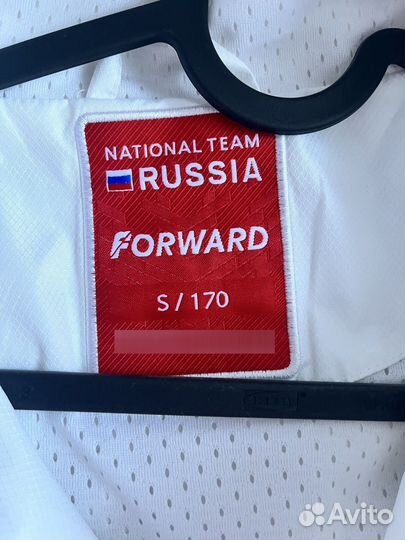 NATIONAL TEAM
RUSSIA
FORWARD
S / 170
Avito